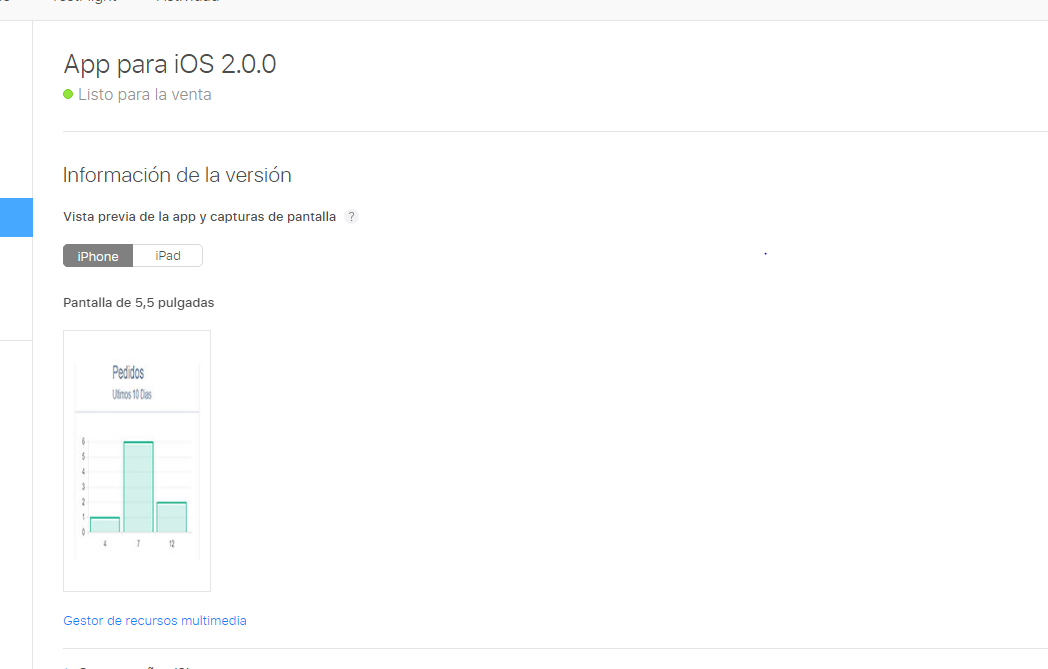 App para iOS 2.0.0
Listo para la venta
Información de la versión
Vista previa de la app y capturas de pantalla ?
iPhone iPad
Pantalla de 5,5 pulgadas
Pedidos
Utimos 10 Dias
6
5
4
3
2
1
0
4 7 12
Gestor de recursos multimedia